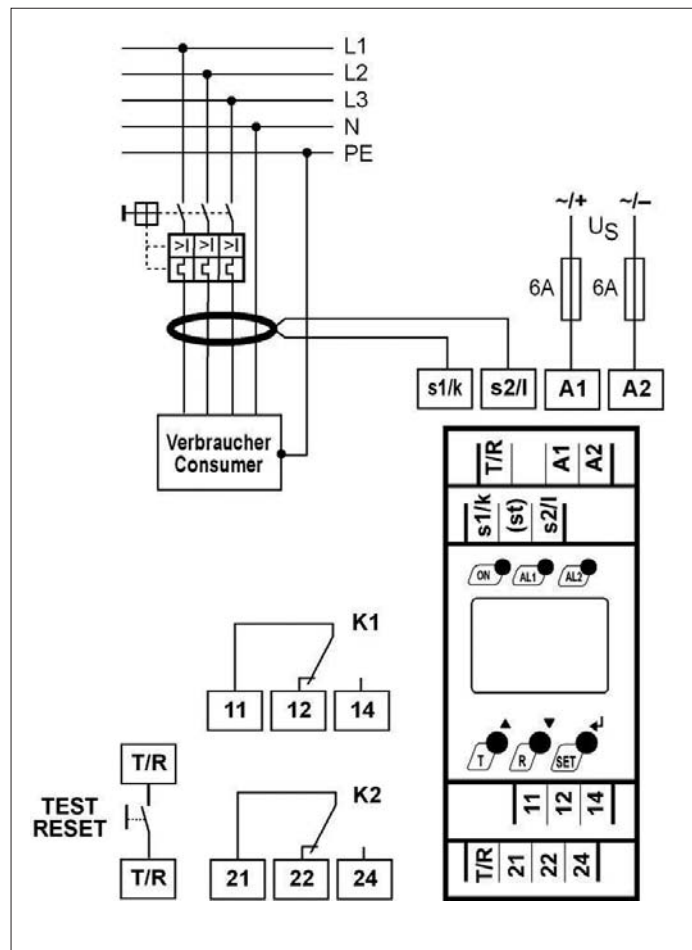 L1
L2
L3
N
PE
~/+ ~/–
US
6A 6A
>I >I >I
s1/k s2/l A1 A2
Verbraucher
Consumer
T/R A1 A2
s1/k (st) s2/l
ON AL1 AL2
K1
11 12 14
T R SET
T/R
TEST
RESET
T/R
K2
21 22 24
11 12 14
T/R 21 22 24